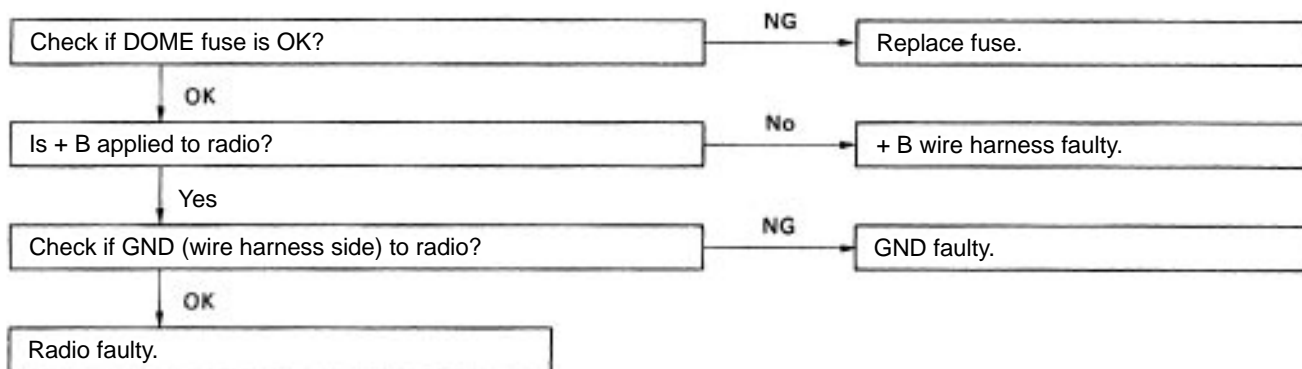 Check if DOME fuse is OK?
NG
Replace fuse.
OK
Is + B applied to radio?
No
+ B wire harness faulty.
Yes
Check if GND (wire harness side) to radio?
NG
GND faulty.
OK
Radio faulty.